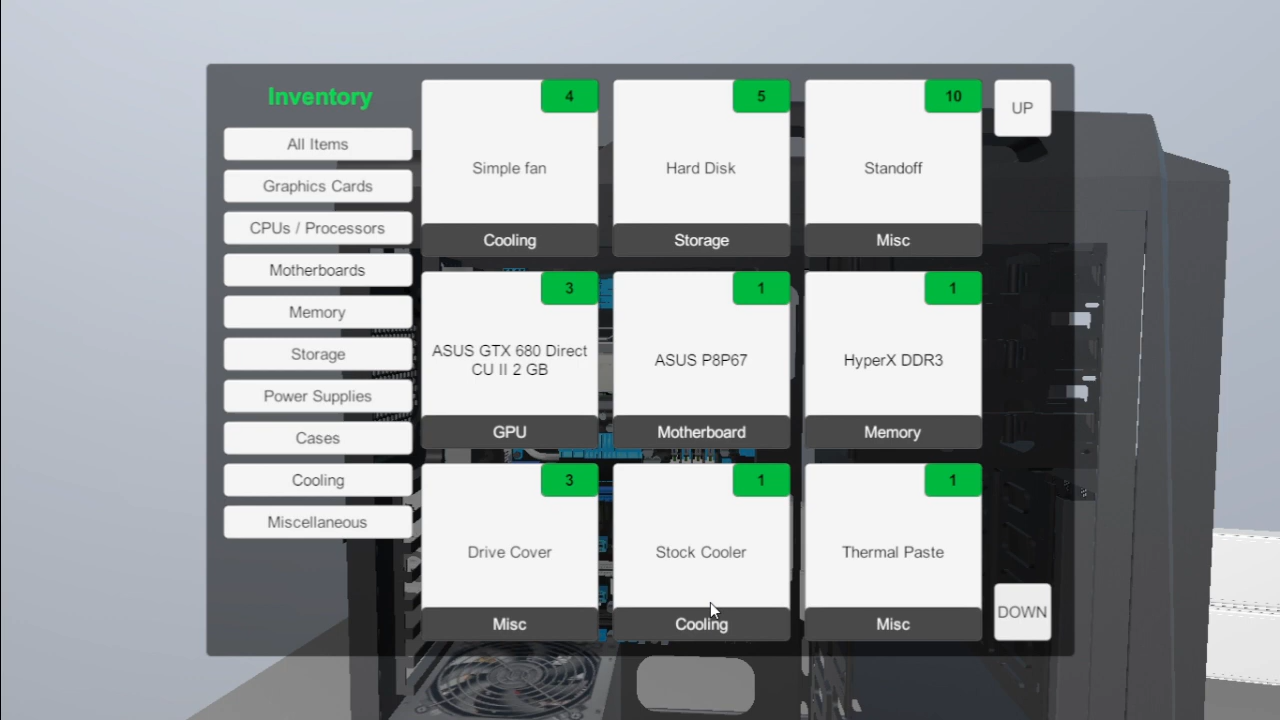 Inventory
All Items
Graphics Cards
CPUs / Processors
Motherboards
Memory
Storage
Power Supplies
Cases
Cooling
Miscellaneous
4
Simple fan
Cooling
5
Hard Disk
Storage
10
Standoff
Misc
3
ASUS GTX 680 Direct
CU II 2 GB
GPU
1
ASUS P8P67
Motherboard
1
HyperX DDR3
Memory
3
Drive Cover
Misc
1
Stock Cooler
Cooling
1
Thermal Paste
Misc
UP
DOWN